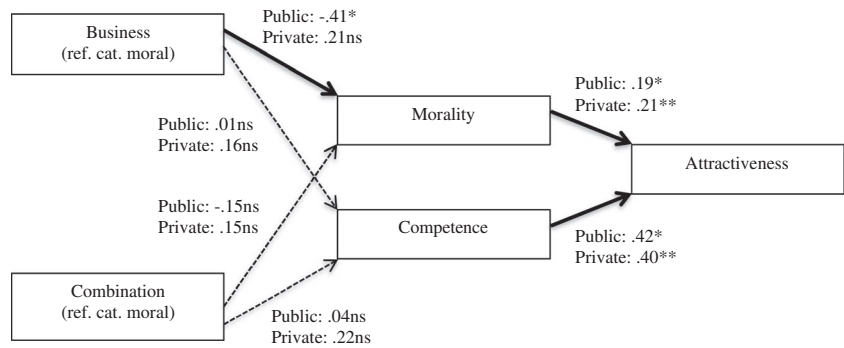 Public: -.41*
Private: .21ns
Business
(ref. cat. moral)
Public: .19*
Private: .21**
Morality
Public: .01ns
Private: .16ns
Attractiveness
Public: -.15ns
Private: .15ns
Competence
Public: .42*
Private: .40**
Combination
(ref. cat. moral)
Public: .04ns
Private: .22ns